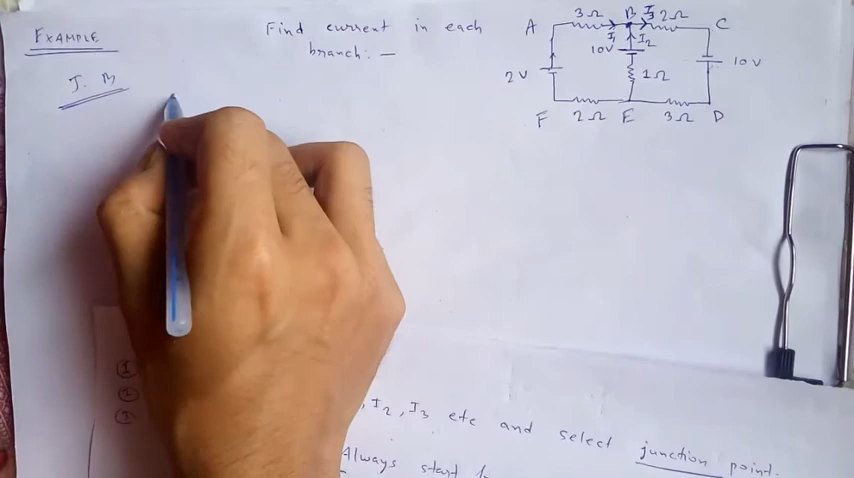 EXAMPLE
Find current in each
branch: —
J. B
A 3Ω B I3 2Ω C
I1 I2
10V
2V 1Ω 10V
F 2Ω E 3Ω D
1
2
3
, I2, I3 etc and select junction point.
Always start